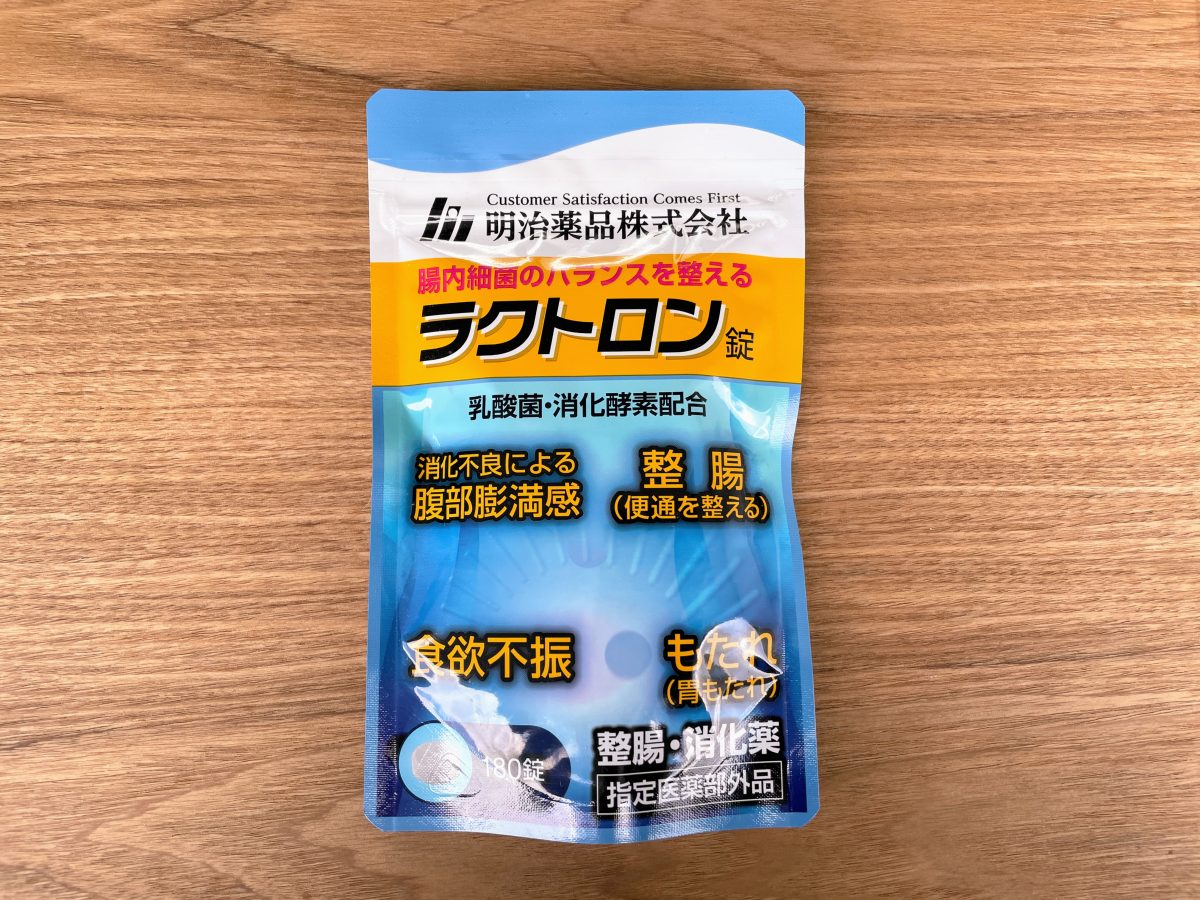 Customer Satisfaction Comes First
明治薬品株式会社
腸内細菌のバランスを整える
ラクトロン錠
乳酸菌・消化酵素配合
消化不良による
腹部膨満感
整腸
(便通を整える)
食欲不振
もたれ
(胃もたれ)
180錠
整腸・消化薬
指定医薬部外品